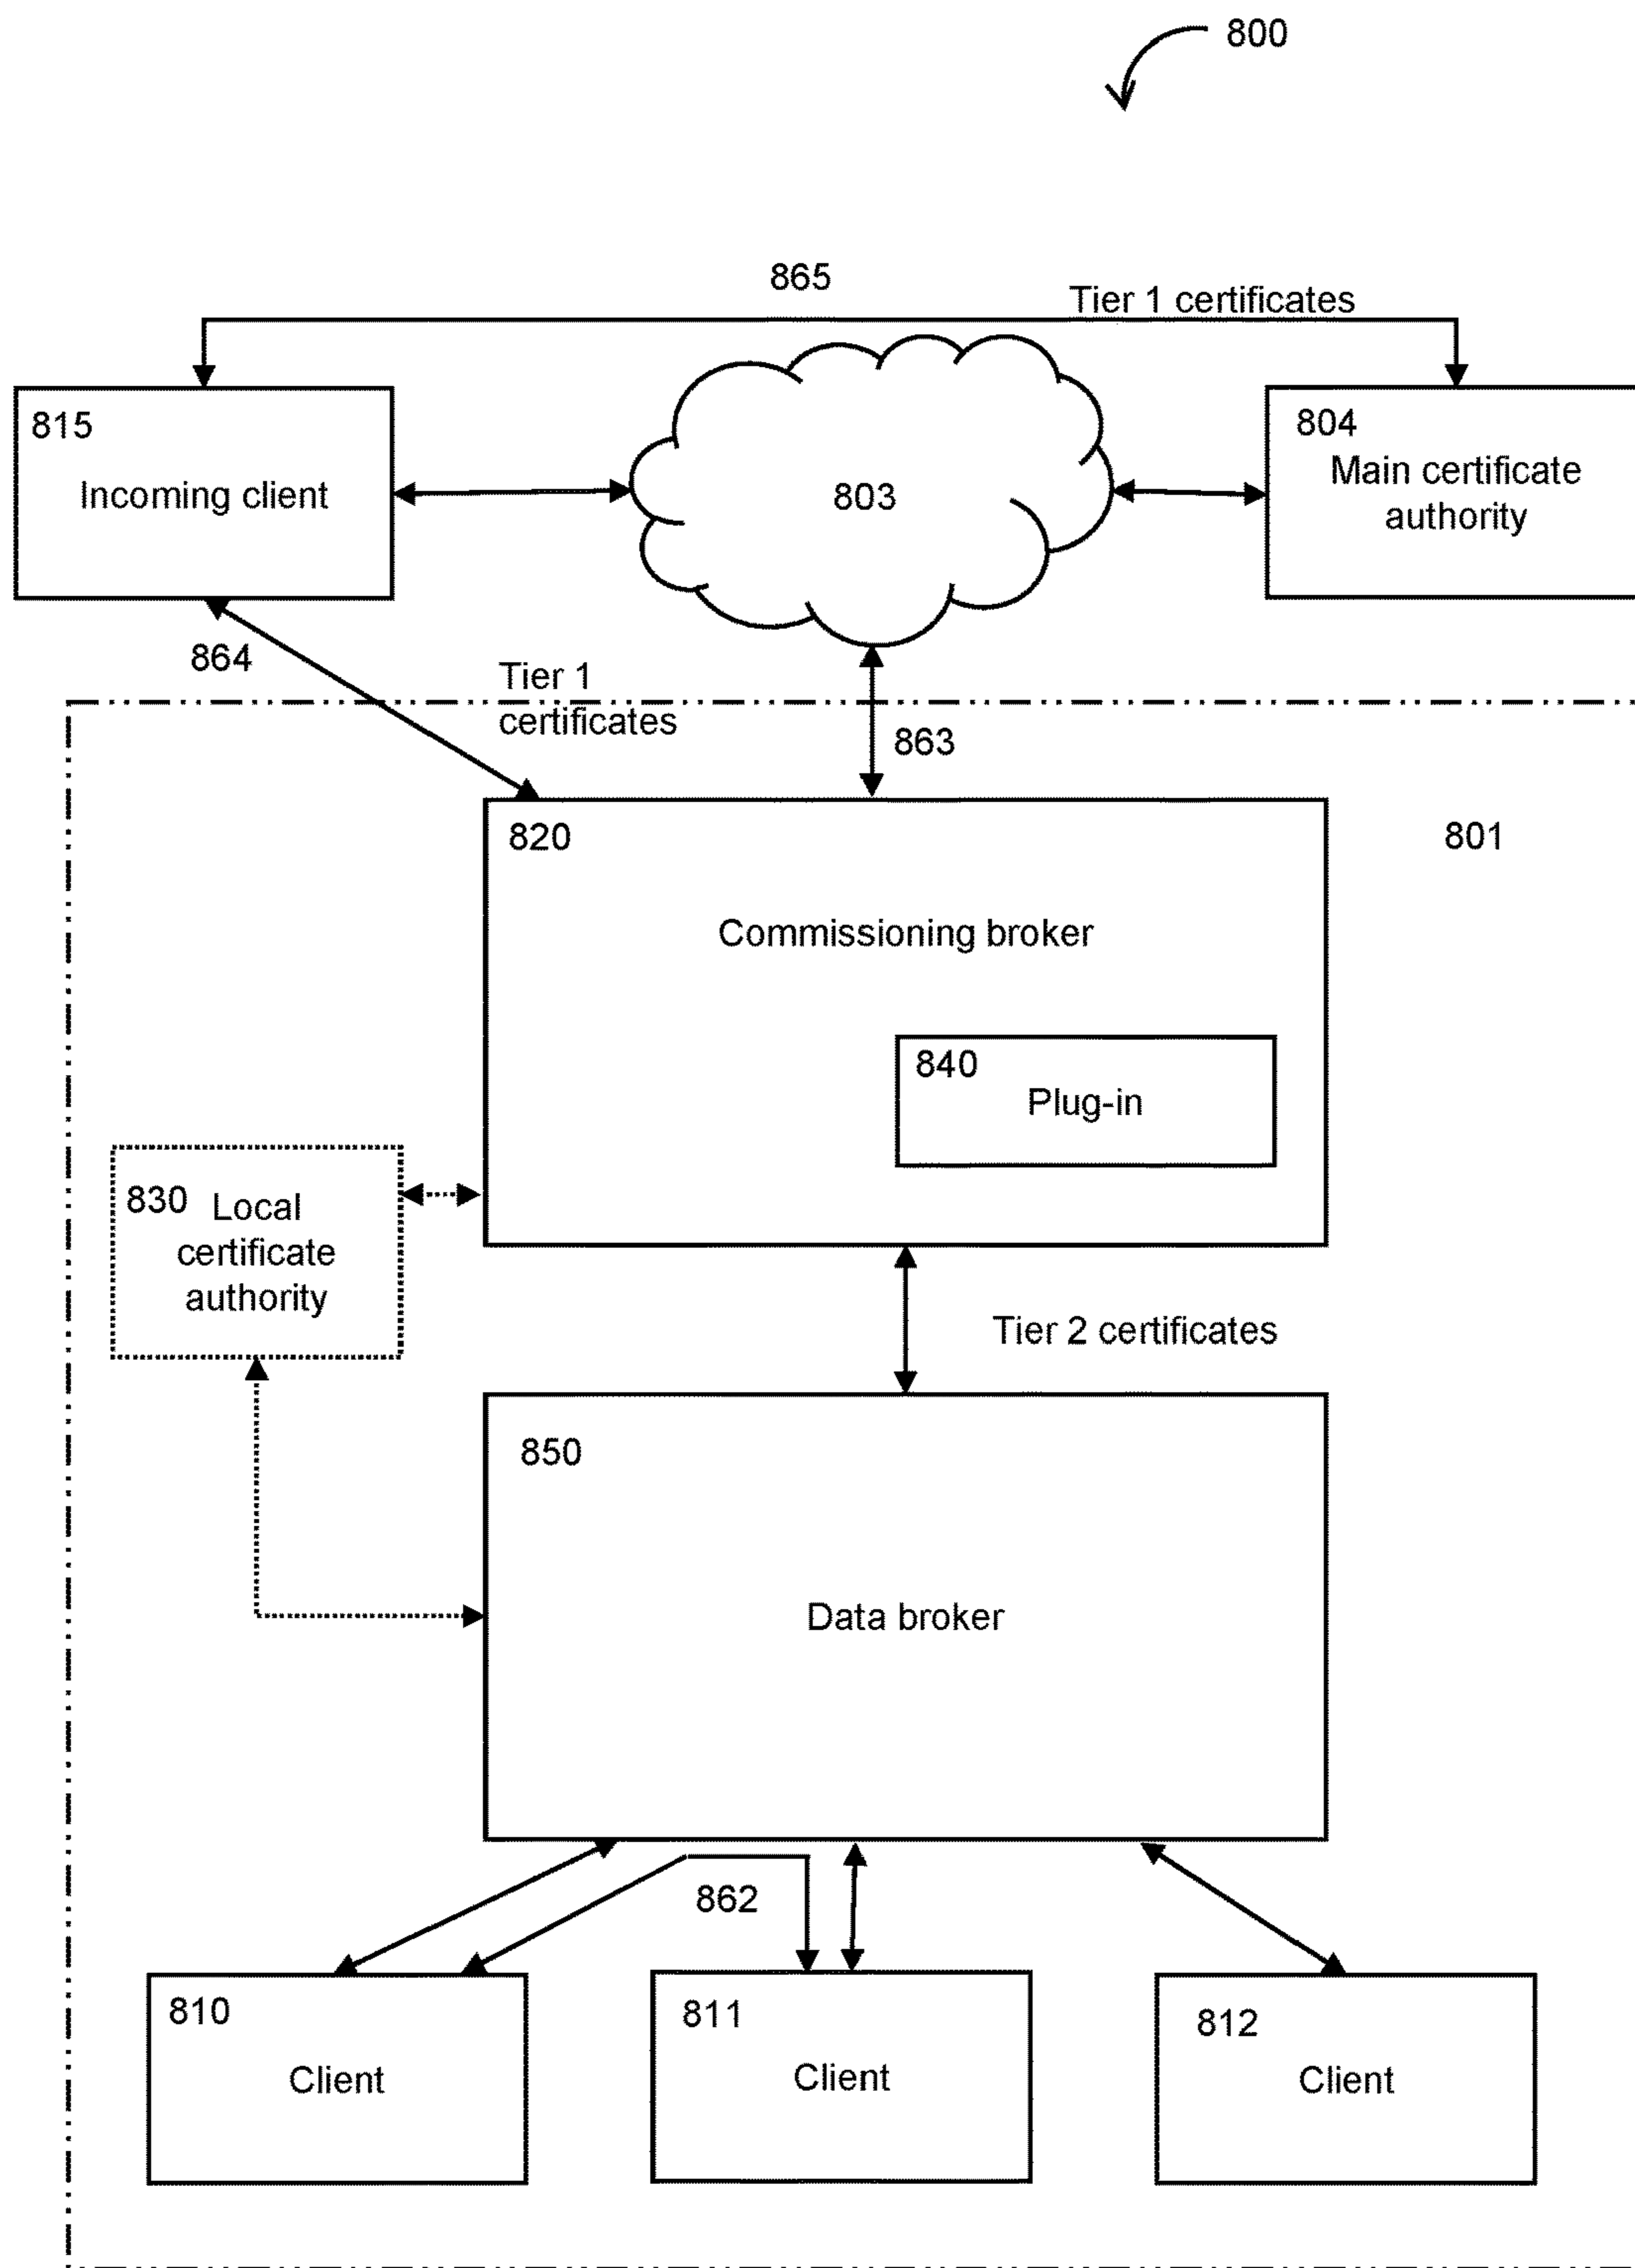 800
865
Tier 1 certificates
815
Incoming client
803
804
Main certificate
authority
864
Tier 1
certificates
863
820
801
Commissioning broker
840
Plug-in
830 Local
certificate
authority
Tier 2 certificates
850
Data broker
862
810
Client
811
Client
812
Client